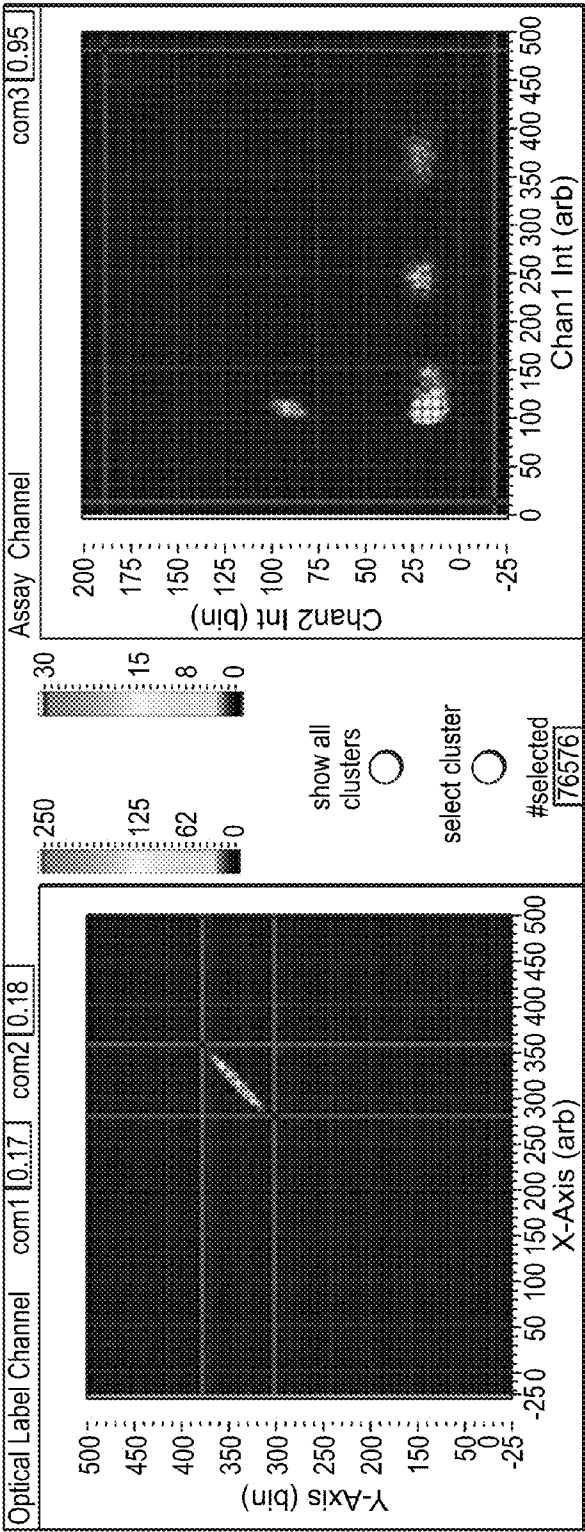 Optical Label Channel com1 0.17 com2 0.18
500
400
350
300
250
200
150
50
0
-25
Y-Axis (bin)
-250 50 100 150 200 250 300 350 400 450 500
X-Axis (arb)
250
125
62
0
30
15
8
0
show all
clusters
select cluster
#selected
76576
Assay Channel com3 0.95
200
175
150
125
100
75
50
25
0
-25
Chan2 Int (bin)
0 50 100 150 200 250 300 350 400 450 500
Chan1 Int (arb)